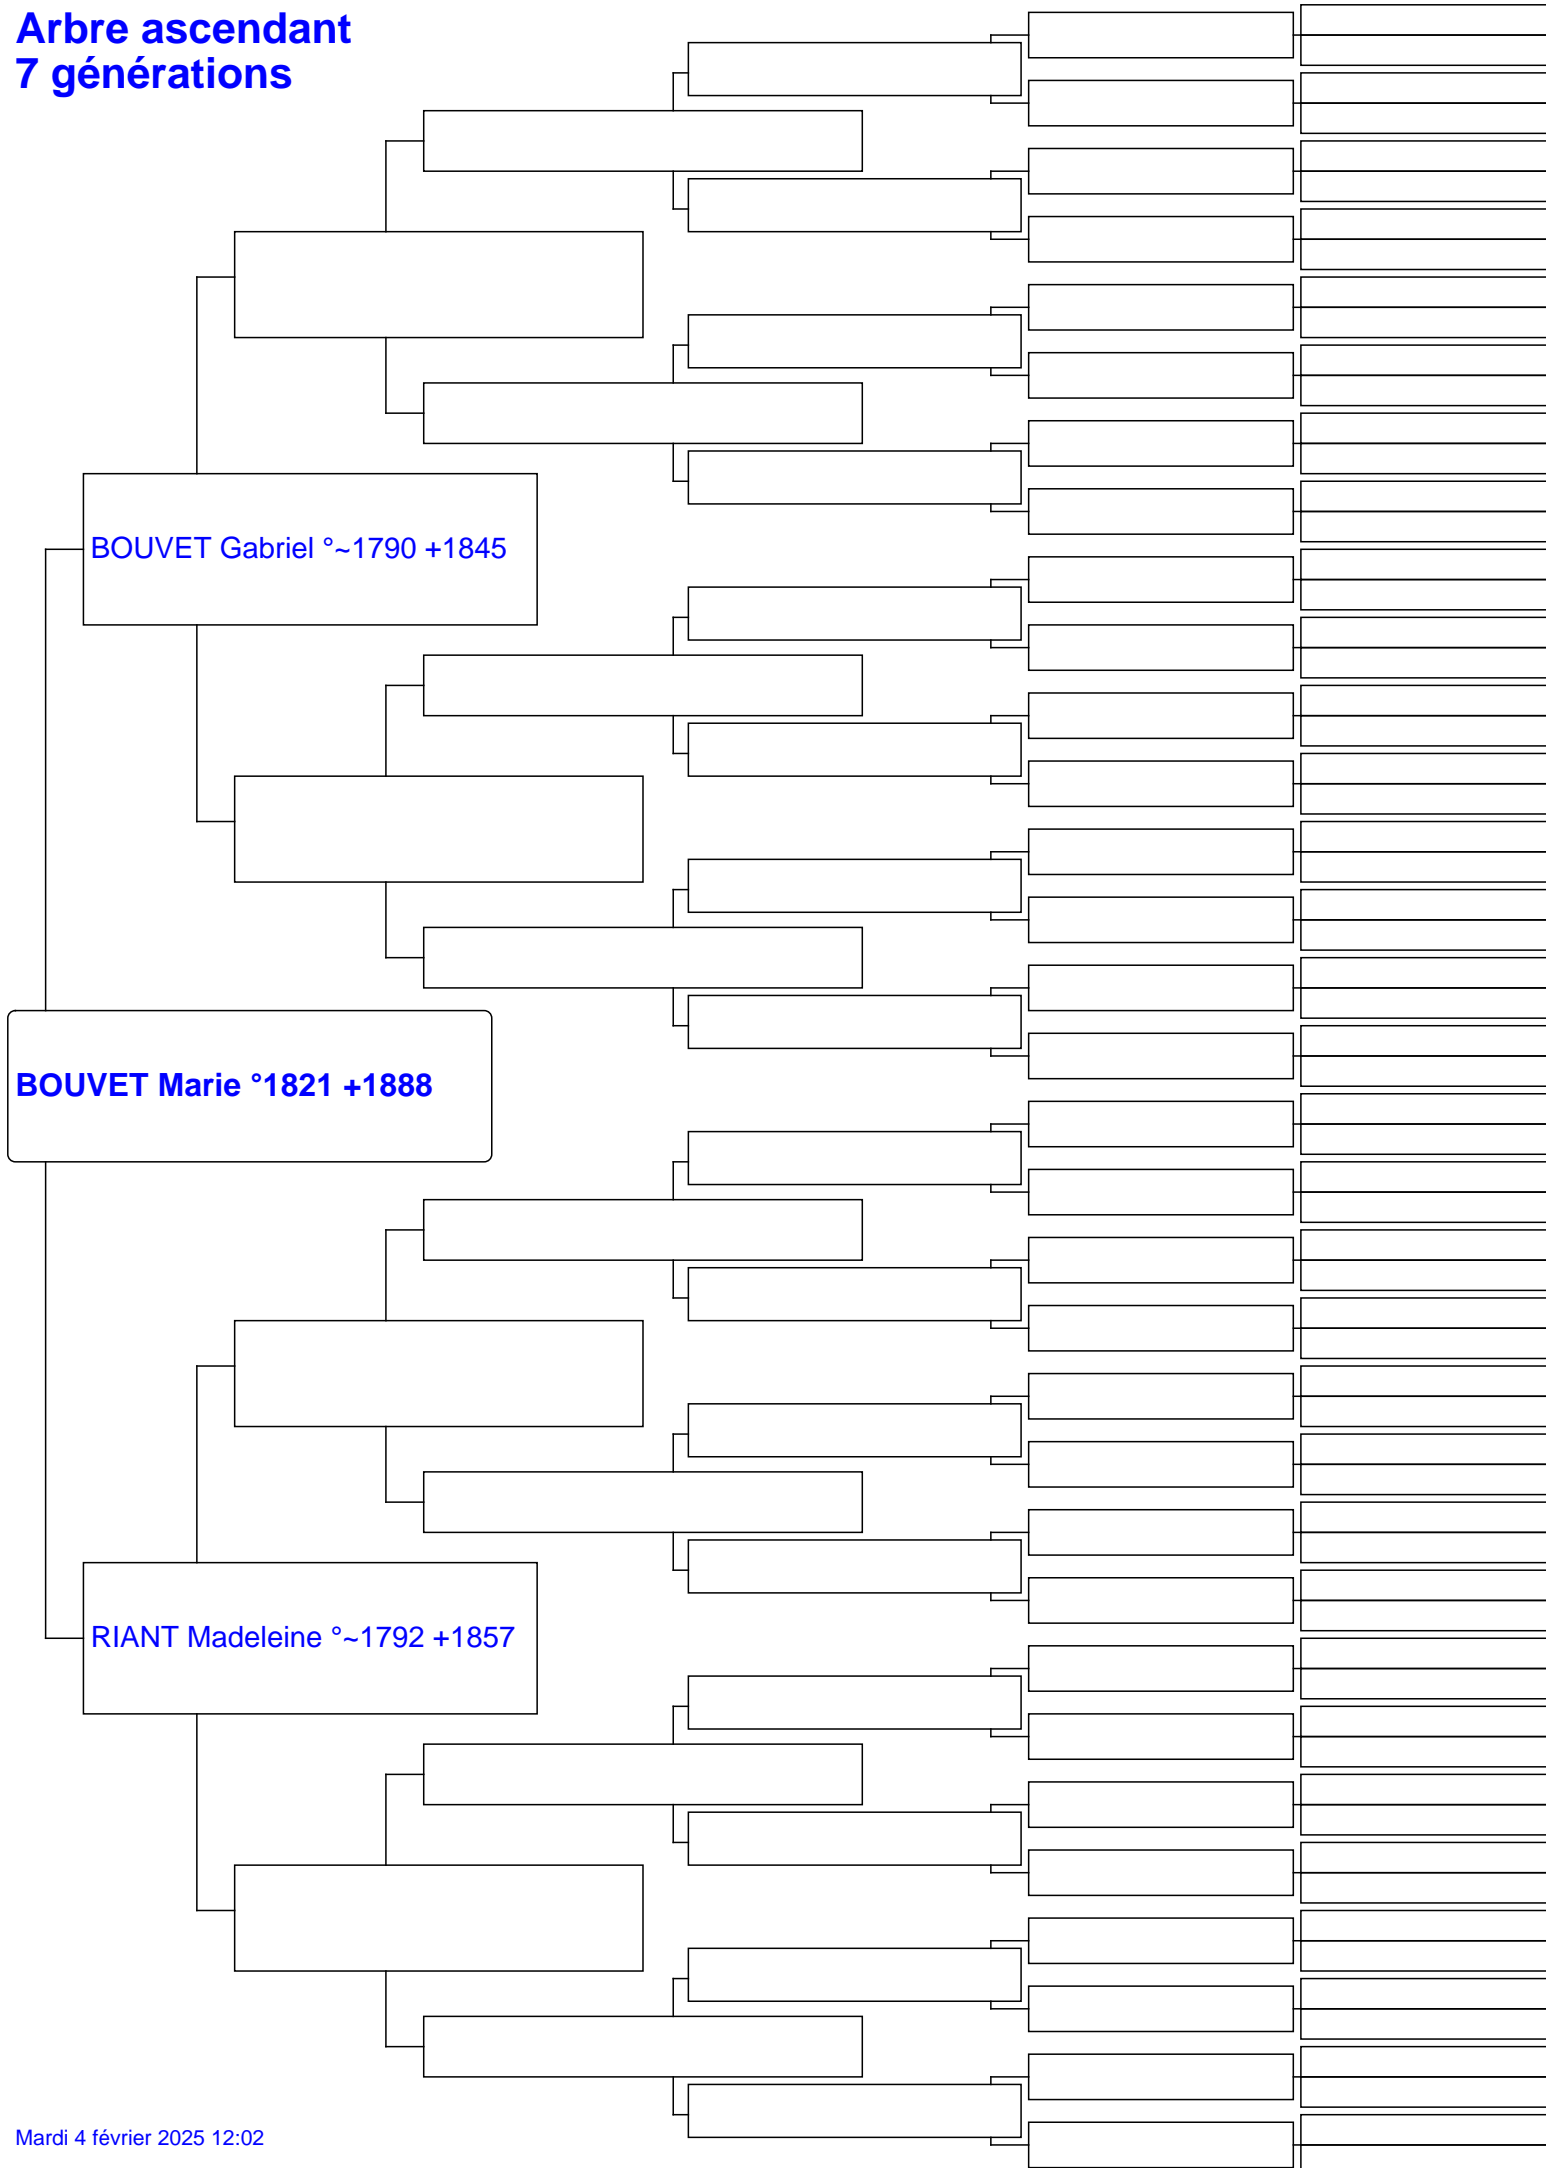 Arbre ascendant
7 générations
BOUVET Gabriel °~1790 +1845
BOUVET Marie °1821 +1888
RIANT Madeleine °~1792 +1857
Mardi 4 février 2025 12:02